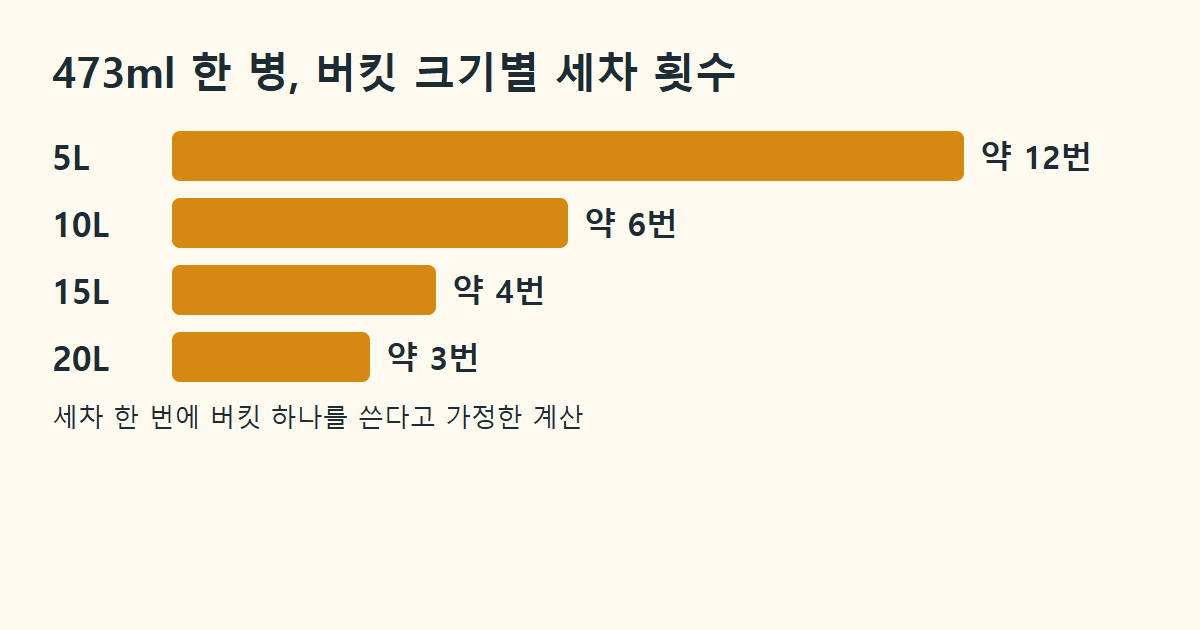 473ml 한 병, 버킷 크기별 세차 횟수
5L 약 12번
10L 약 6번
15L 약 4번
20L 약 3번
세차 한 번에 버킷 하나를 쓴다고 가정한 계산